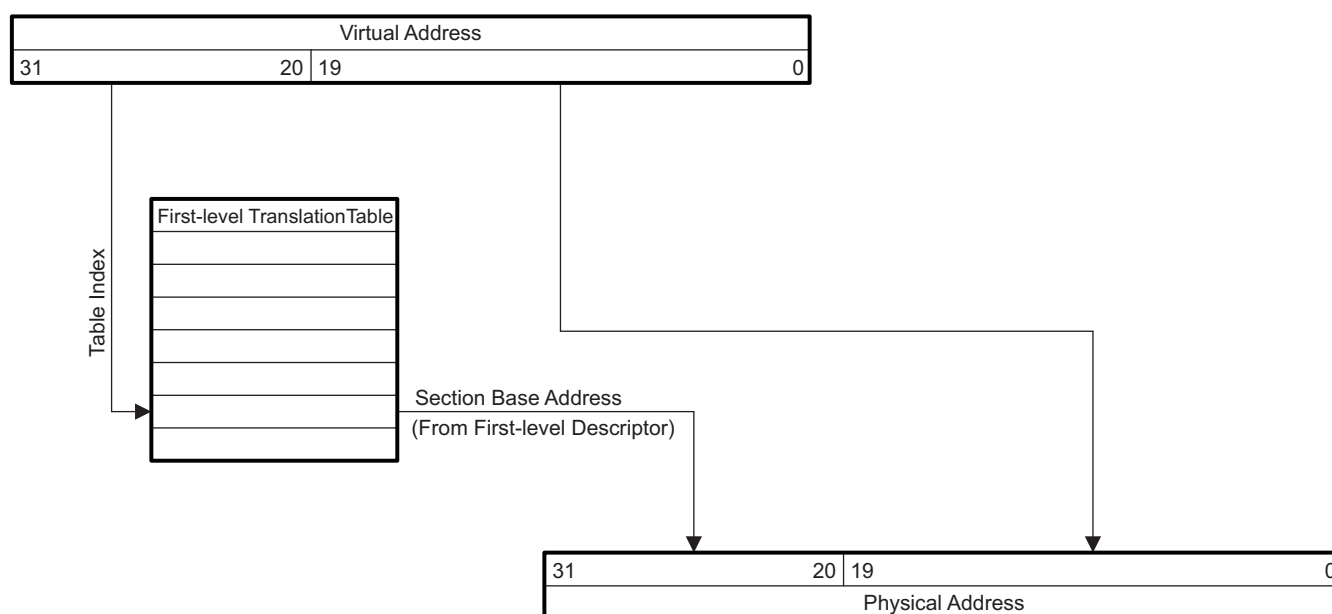 Virtual Address
31 20 19 0
First-level TranslationTable
Table Index
Section Base Address
(From First-level Descriptor)
31 20 19 0
Physical Address